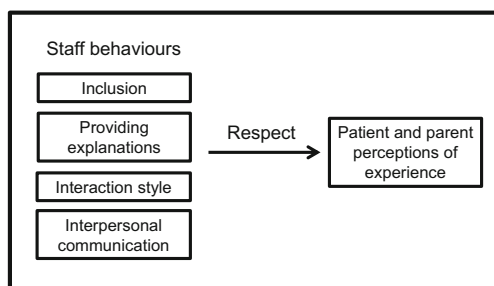 Staff behaviours
Inclusion
Providing
explanations
Interaction style
Interpersonal
communication
Respect
Patient and parent
perceptions of
experience